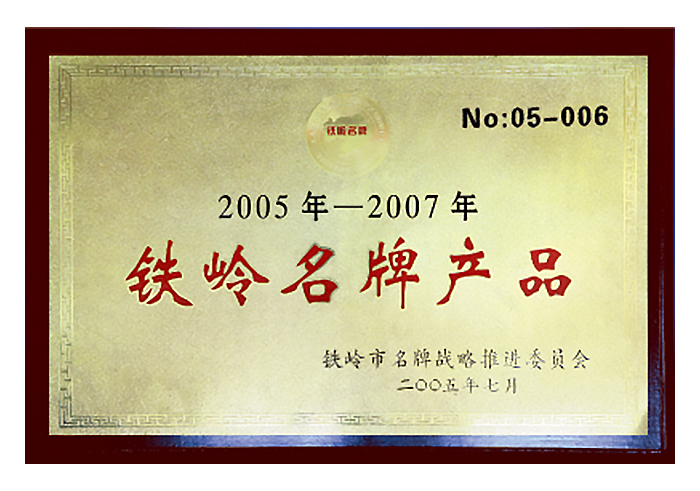 No:05-006
铁岭名牌
2005年—2007年
铁岭名牌产品
铁岭市名牌战略推进委员会
二〇〇五年七月